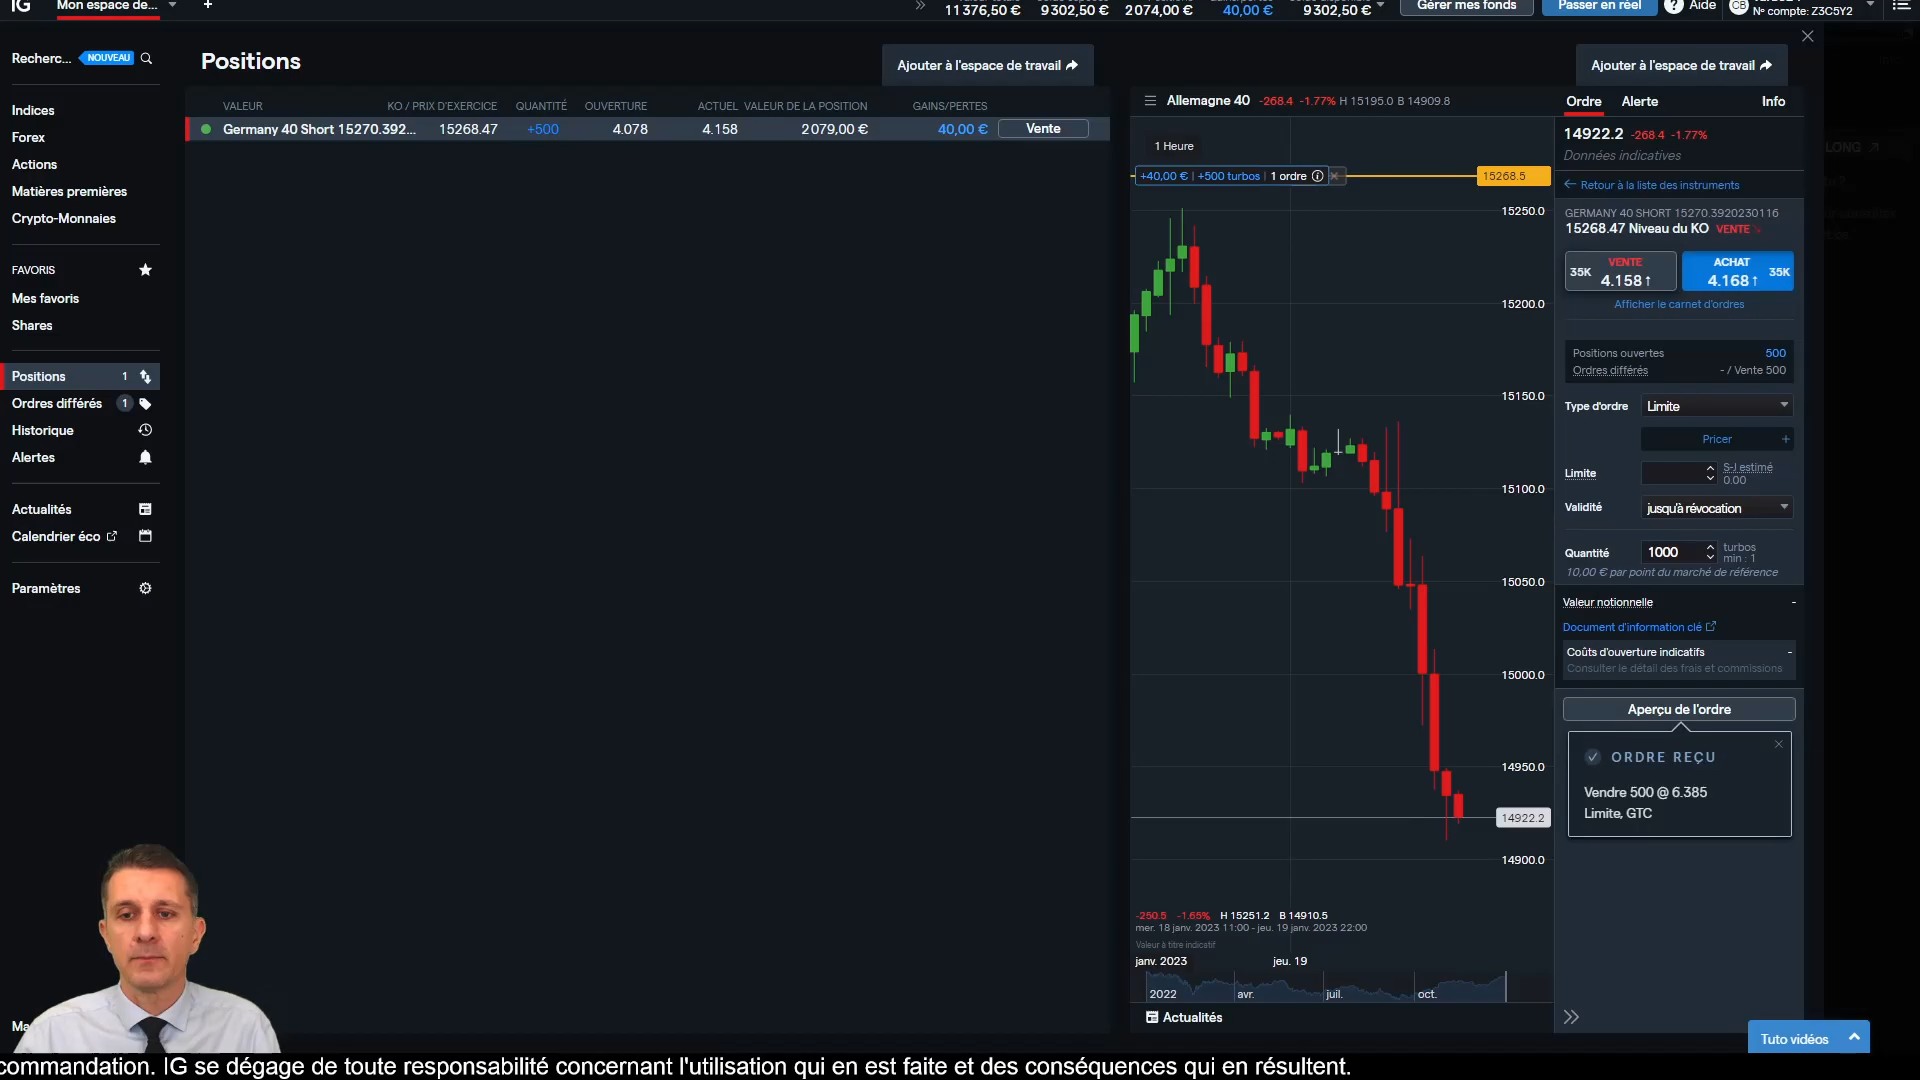 IG
Mon espace de...
+
11 376,50 € 9 302,50 € 2 074,00 € 40,00 € 9 302,50 €
Gérer mes fonds
Passer en réel
? Aide
CB
Nº compte: Z3C5Y2
Recherc... NOUVEAU
Indices
Forex
Actions
Matières premières
Crypto-Monnaies
FAVORIS
Mes favoris
Shares
Positions 1
Ordres différés 1
Historique
Alertes
Actualités
Calendrier éco
Paramètres
Positions
Ajouter à l'espace de travail
VALEUR KO / PRIX D'EXERCICE QUANTITÉ OUVERTURE ACTUEL VALEUR DE LA POSITION GAINS/PERTES
Germany 40 Short 15270.392... 15268.47 +500 4.078 4.158 2 079,00 € 40,00 € Vente
Allemagne 40 -268.4 -1.77% H 15195.0 B 14909.8
1 Heure
+40,00 € | +500 turbos | 1 ordre
15268.5
15250.0
15200.0
15150.0
15100.0
15050.0
15000.0
14950.0
14922.2
14900.0
-250.5 -1.65% H 15251.2 B 14910.5
mer. 18 janv. 2023 11:00 - jeu. 19 janv. 2023 22:00
Valeur à titre indicatif
janv. 2023 jeu. 19
2022 avr. juil. oct.
Actualités
Ajouter à l'espace de travail
Ordre Alerte Info
14922.2 -268.4 -1.77%
Données indicatives
Retour à la liste des instruments
GERMANY 40 SHORT 15270.3920230116
15268.47 Niveau du KO VENTE
35K VENTE 4.158
ACHAT 4.168 35K
Afficher le carnet d'ordres
Positions ouvertes 500
Ordres différés - / Vente 500
Type d'ordre Limite
Pricer +
Limite S-J estimé
0.00
Validité jusqu'à révocation
Quantité 1000 turbos
min : 1
10,00 € par point du marché de référence
Valeur notionnelle -
Document d'information clé
Coûts d'ouverture indicatifs -
Consulter le détail des frais et commissions
Aperçu de l'ordre
ORDRE REÇU
Vendre 500 @ 6.385
Limite, GTC
LONG
Tuto vidéos
commandation. IG se dégage de toute responsabilité concernant l'utilisation qui en est faite et des conséquences qui en résultent.